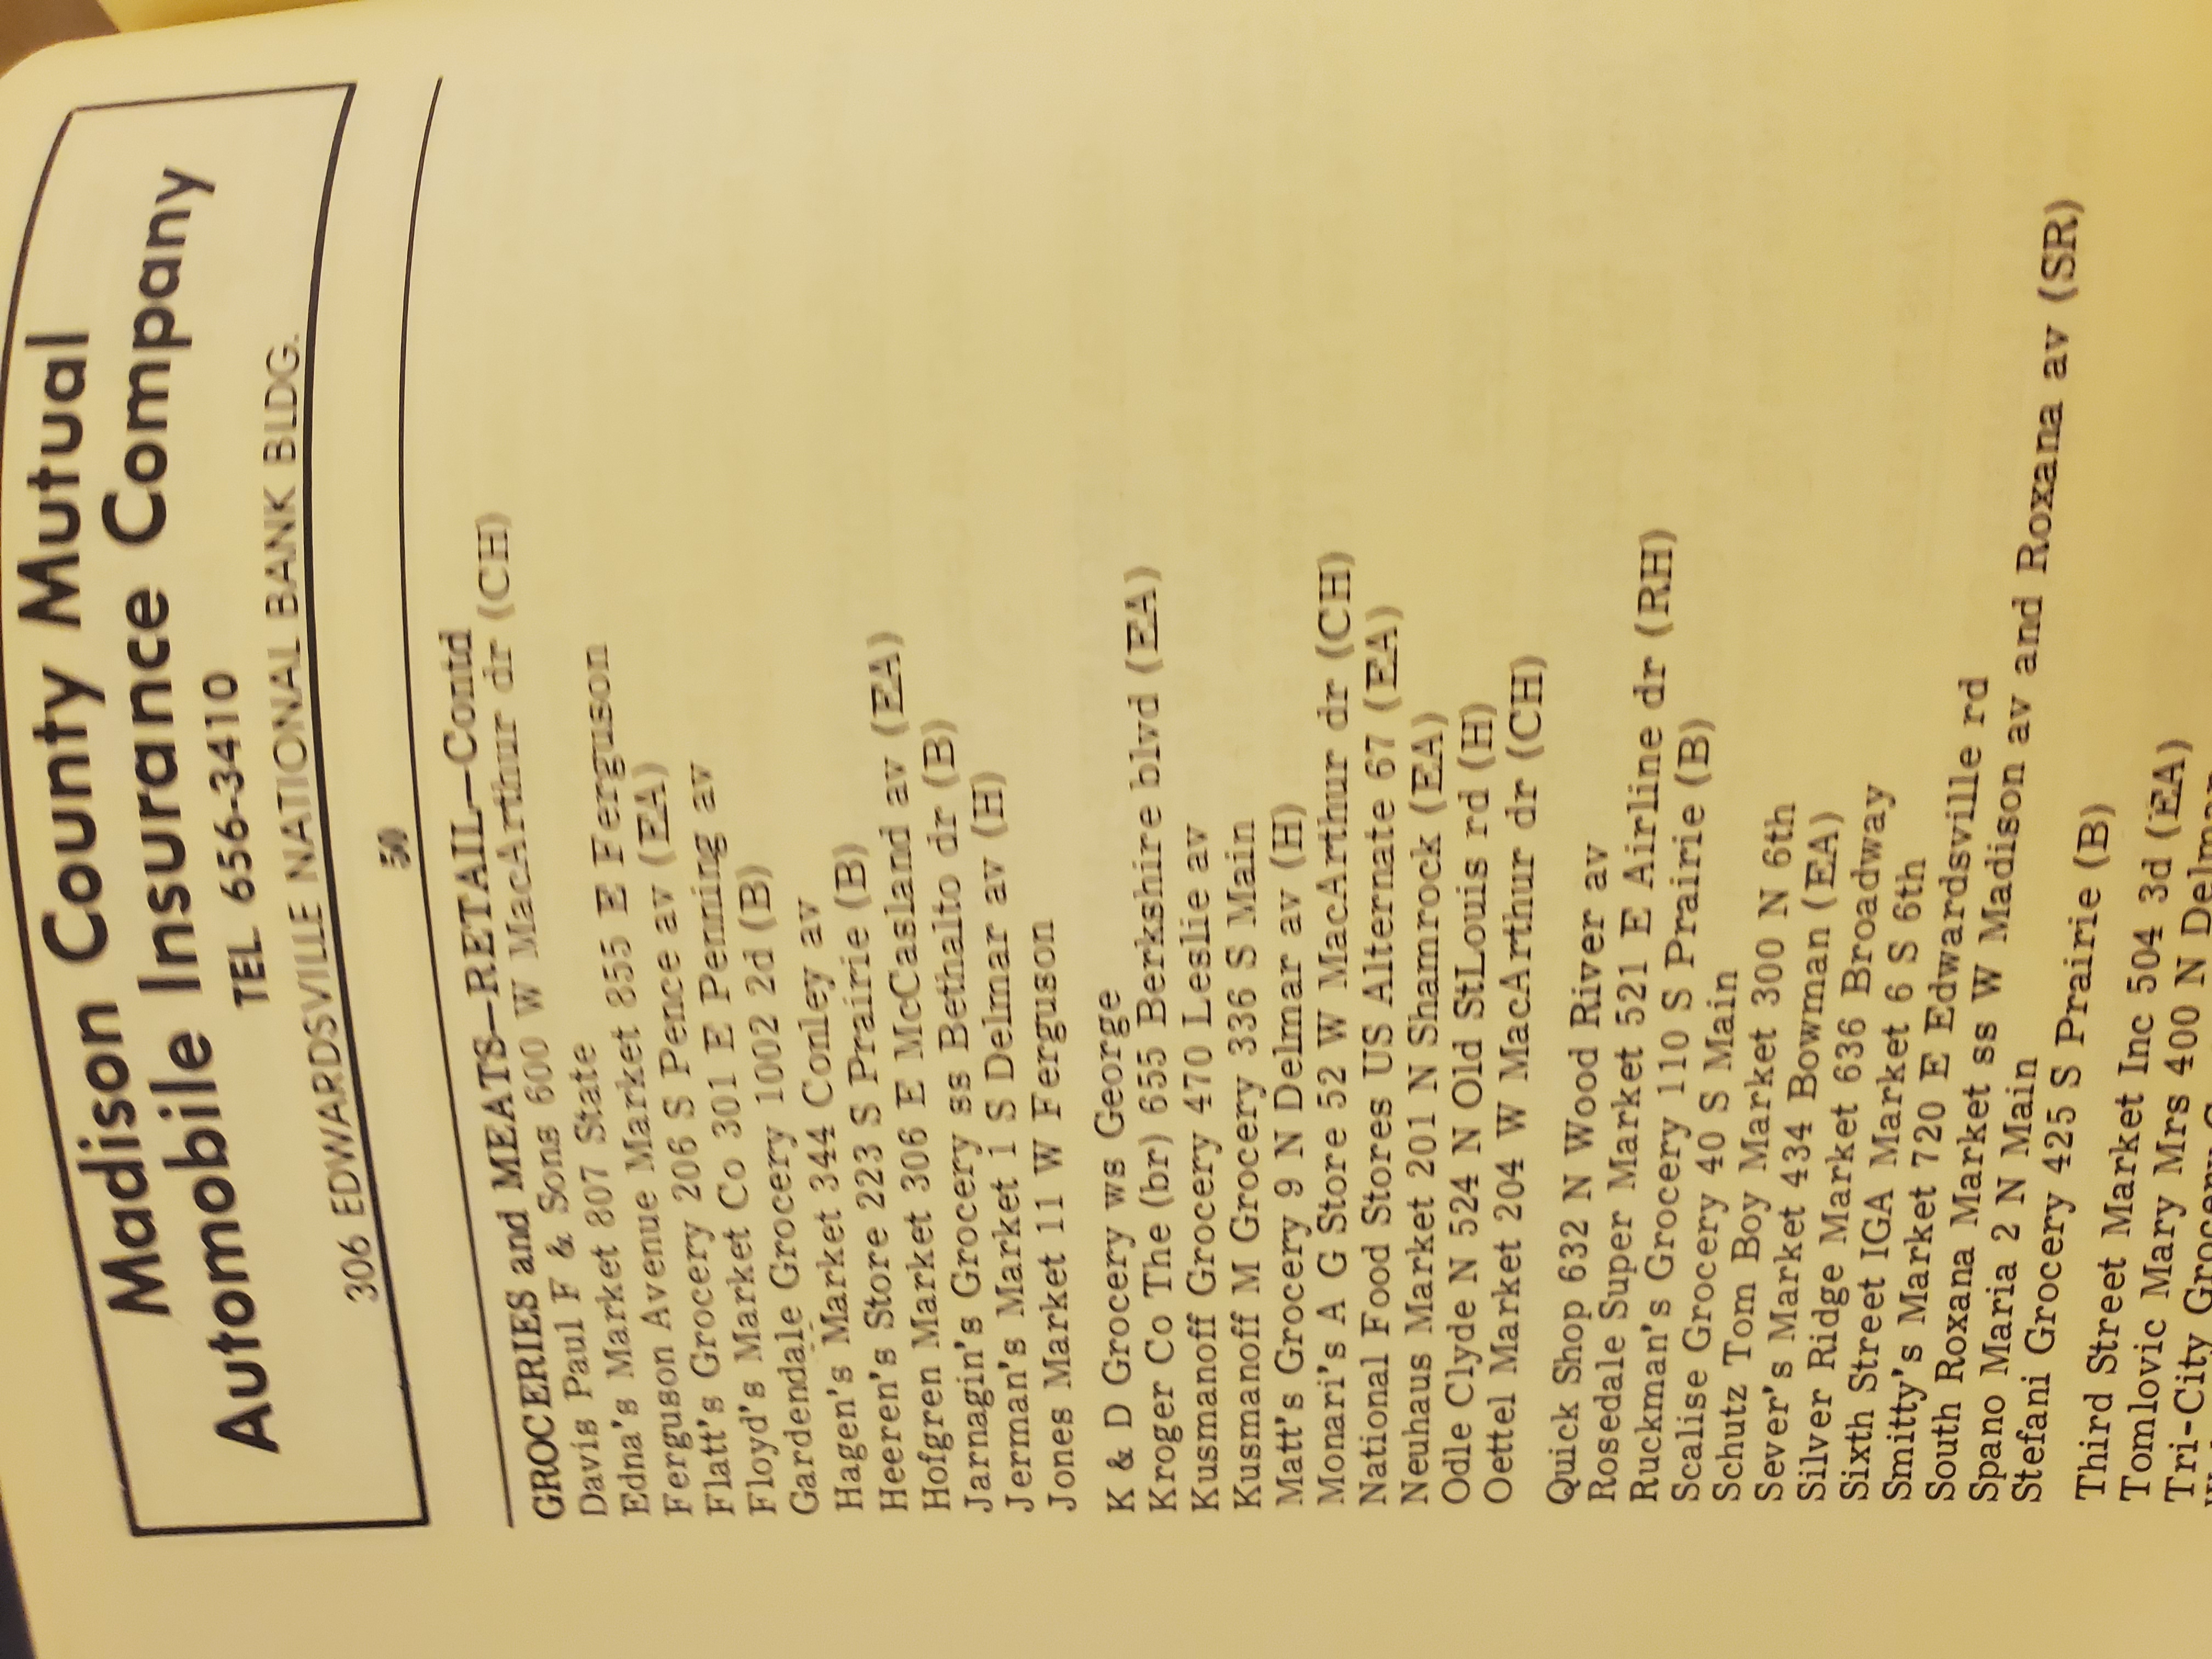 Madison County Mutual
Automobile Insurance Company
TEL 656-3410
306 EDWARDSVILLE NATIONAL BANK BLDG.
50
GROCERIES and MEATS—RETAIL—Contd
Davis Paul F & Sons 600 W MacArthur dr (CH)
Edna's Market 807 State
Ferguson Avenue Market 855 E Ferguson
Flatt's Grocery 206 S Pence av (EA)
Floyd's Market Co 301 E Penning av
Gardendale Grocery 1002 2d (B)
Hagen's Market 344 Conley av
Heeren's Store 223 S Prairie (B)
Hofgren Market 306 E McCasland av (EA)
Jarnagin's Grocery ss Bethalto dr (B)
Jerman's Market 1 S Delmar av (H)
Jones Market 11 W Ferguson
K & D Grocery ws George
Kroger Co The (br) 655 Berkshire blvd (EA)
Kusmanoff Grocery 470 Leslie av
Kusmanoff M Grocery 336 S Main
Matt's Grocery 9 N Delmar av (H)
Monari's A G Store 52 W MacArthur dr (CH)
National Food Stores US Alternate 67 (EA)
Neuhaus Market 201 N Shamrock (EA)
Odle Clyde N 524 N Old StLouis rd (H)
Oettel Market 204 W MacArthur dr (CH)
Quick Shop 632 N Wood River av
Rosedale Super Market 521 E Airline dr (RH)
Ruckman's Grocery 110 S Prairie (B)
Scalise Grocery 40 S Main
Schutz Tom Boy Market 300 N 6th
Sever's Market 434 Bowman (EA)
Silver Ridge Market 636 Broadway
Sixth Street IGA Market 6 S 6th
Smitty's Market 720 E Edwardsville rd
South Roxana Market ss W Madison av and Roxana av (SR)
Spano Maria 2 N Main
Stefani Grocery 425 S Prairie (B)
Third Street Market Inc 504 3d (EA)
Tomlovic Mary Mrs 400 N Delmar
Tri-City Grocery